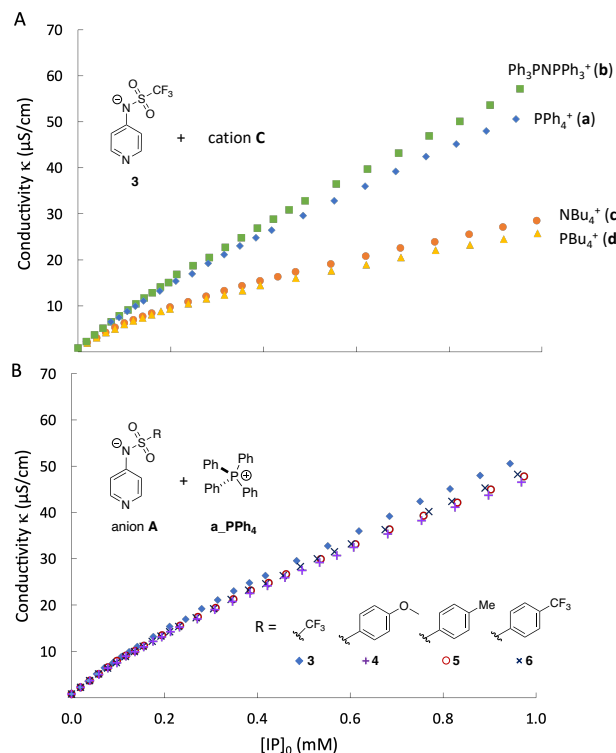 A
70
60
50
40
30
20
10
Conductivity κ (µS/cm)
⊖
N
O
S
O
CF₃
N
3
+ cation C
Ph₃PNPPh₃⁺ (b)
PPh₄⁺ (a)
NBu₄⁺ (c
PBu₄⁺ (d
B
70
60
50
40
30
20
10
Conductivity κ (µS/cm)
⊖
N
O
R
S
O
N
anion A
+
Ph
Ph
P⊕
Ph
Ph
a_PPh₄
R =
CF₃
O
Me
CF₃
3
4
5
6
0.0 0.2 0.4 0.6 0.8 1.0
[IP]₀ (mM)